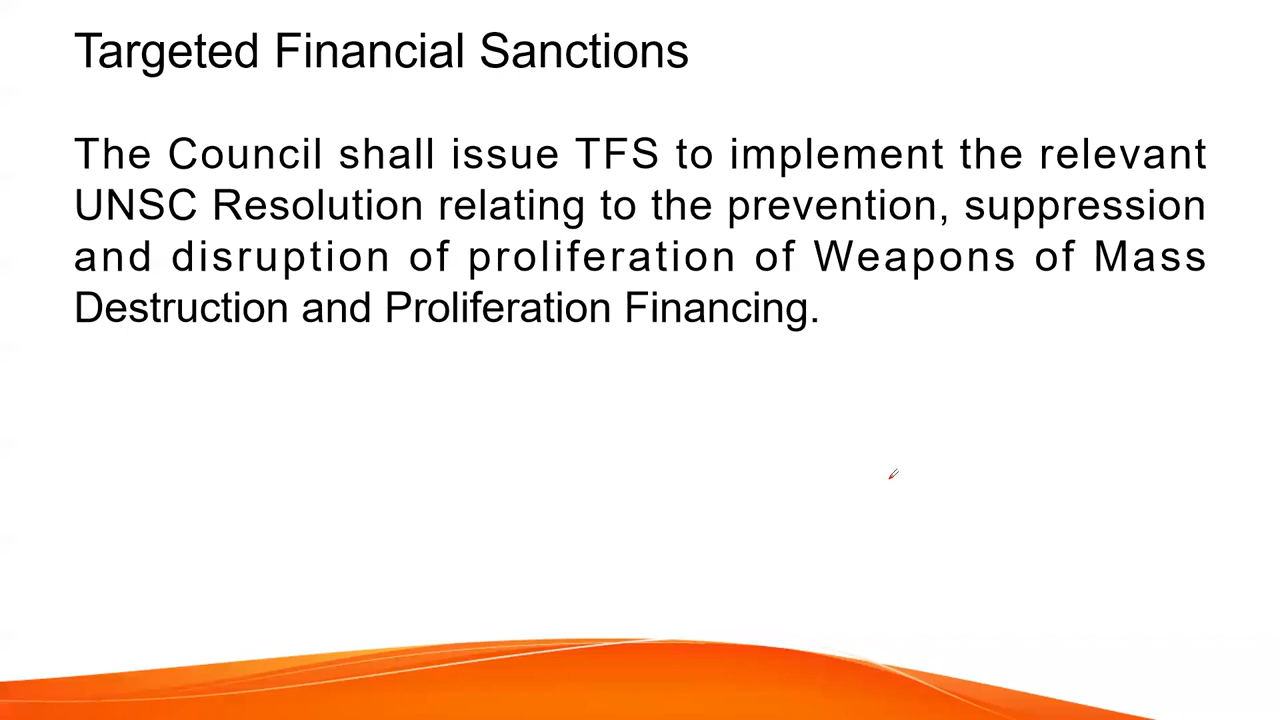 Targeted Financial Sanctions
The Council shall issue TFS to implement the relevant
UNSC Resolution relating to the prevention, suppression
and disruption of proliferation of Weapons of Mass
Destruction and Proliferation Financing.